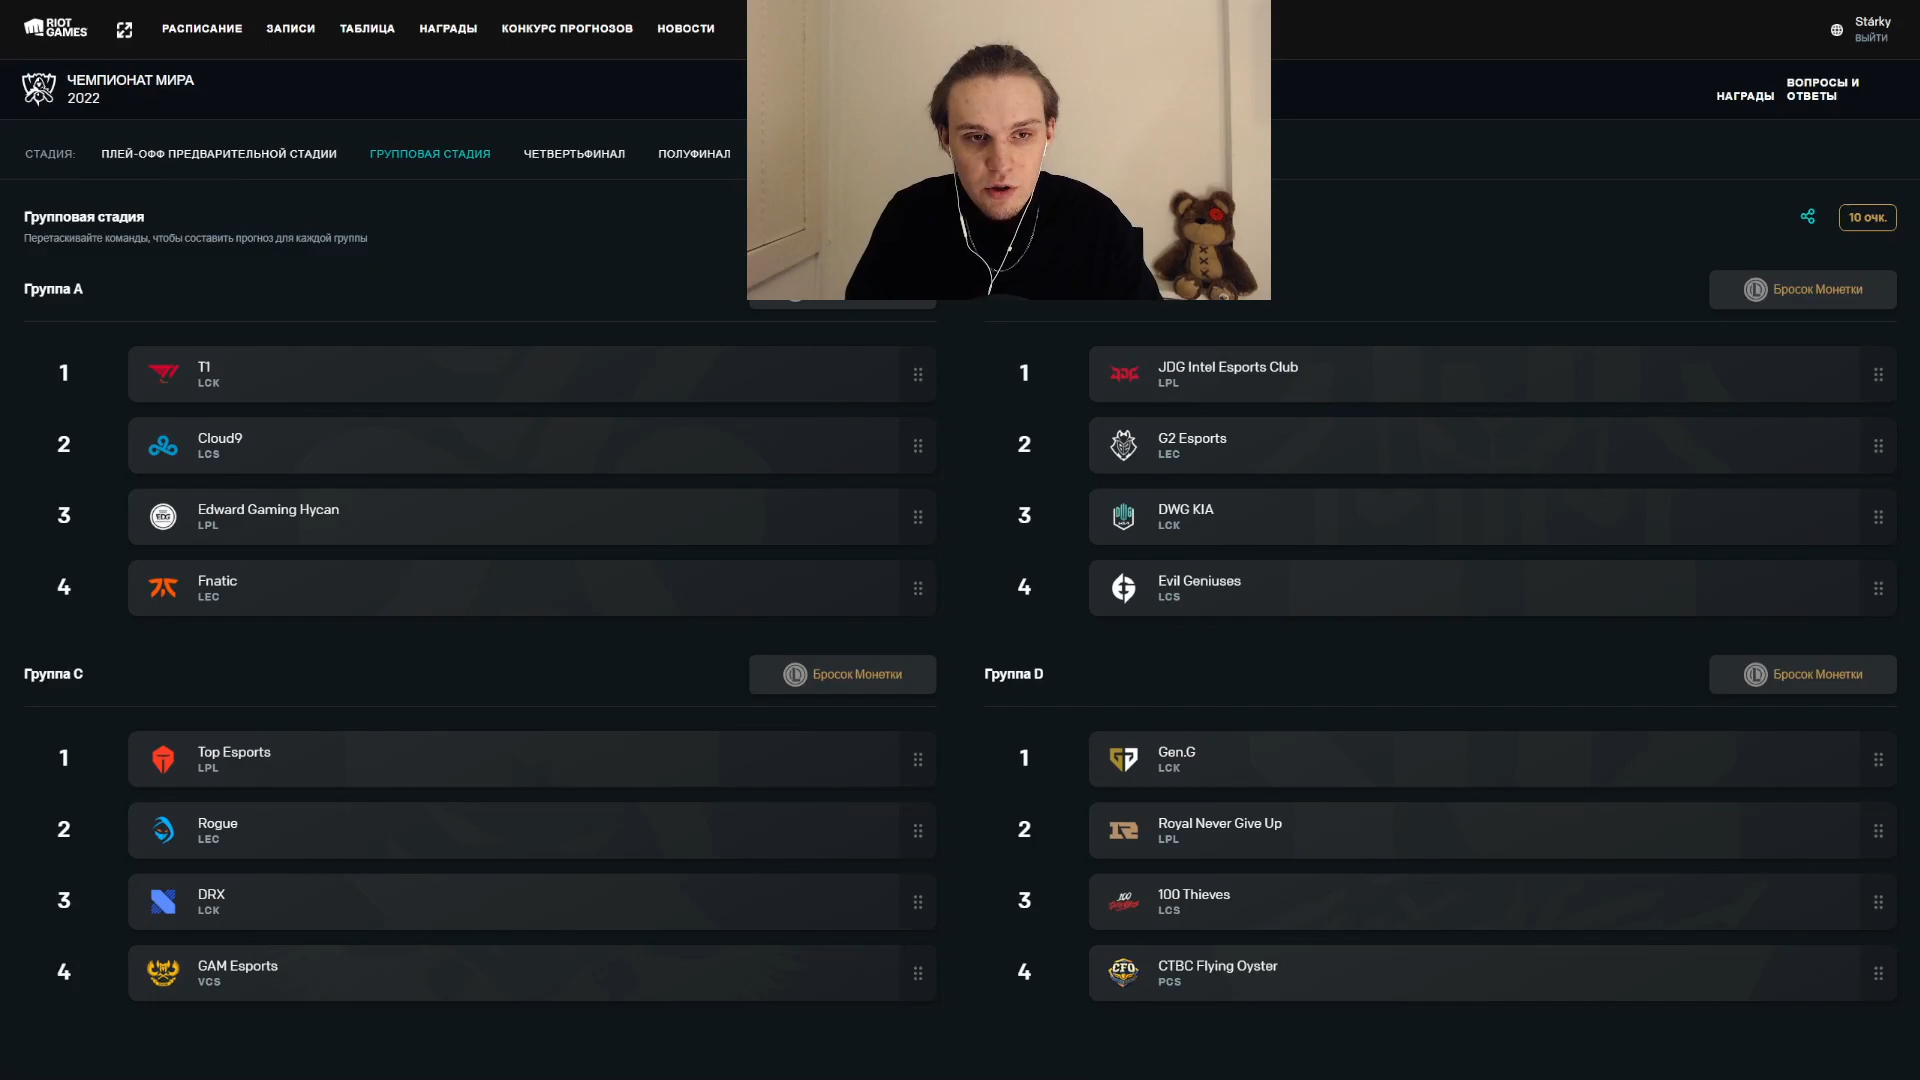 RIOT GAMES
РАСПИСАНИЕ ЗАПИСИ ТАБЛИЦА НАГРАДЫ КОНКУРС ПРОГНОЗОВ НОВОСТИ
Stárky
ВЫЙТИ
ЧЕМПИОНАТ МИРА
2022
НАГРАДЫ
ВОПРОСЫ И
ОТВЕТЫ
СТАДИЯ: ПЛЕЙ-ОФФ ПРЕДВАРИТЕЛЬНОЙ СТАДИИ ГРУППОВАЯ СТАДИЯ ЧЕТВЕРТЬФИНАЛ ПОЛУФИНАЛ
Групповая стадия
Перетаскивайте команды, чтобы составить прогноз для каждой группы
10 очк.
Группа A
1
T1
LCK
2
Cloud9
LCS
3
Edward Gaming Hycan
LPL
4
Fnatic
LEC
Бросок Монетки
1
JDG Intel Esports Club
LPL
2
G2 Esports
LEC
3
DWG KIA
LCK
4
Evil Geniuses
LCS
Группа C
Бросок Монетки
1
Top Esports
LPL
2
Rogue
LEC
3
DRX
LCK
4
GAM Esports
VCS
Группа D
Бросок Монетки
1
Gen.G
LCK
2
Royal Never Give Up
LPL
3
100 Thieves
LCS
4
CTBC Flying Oyster
PCS